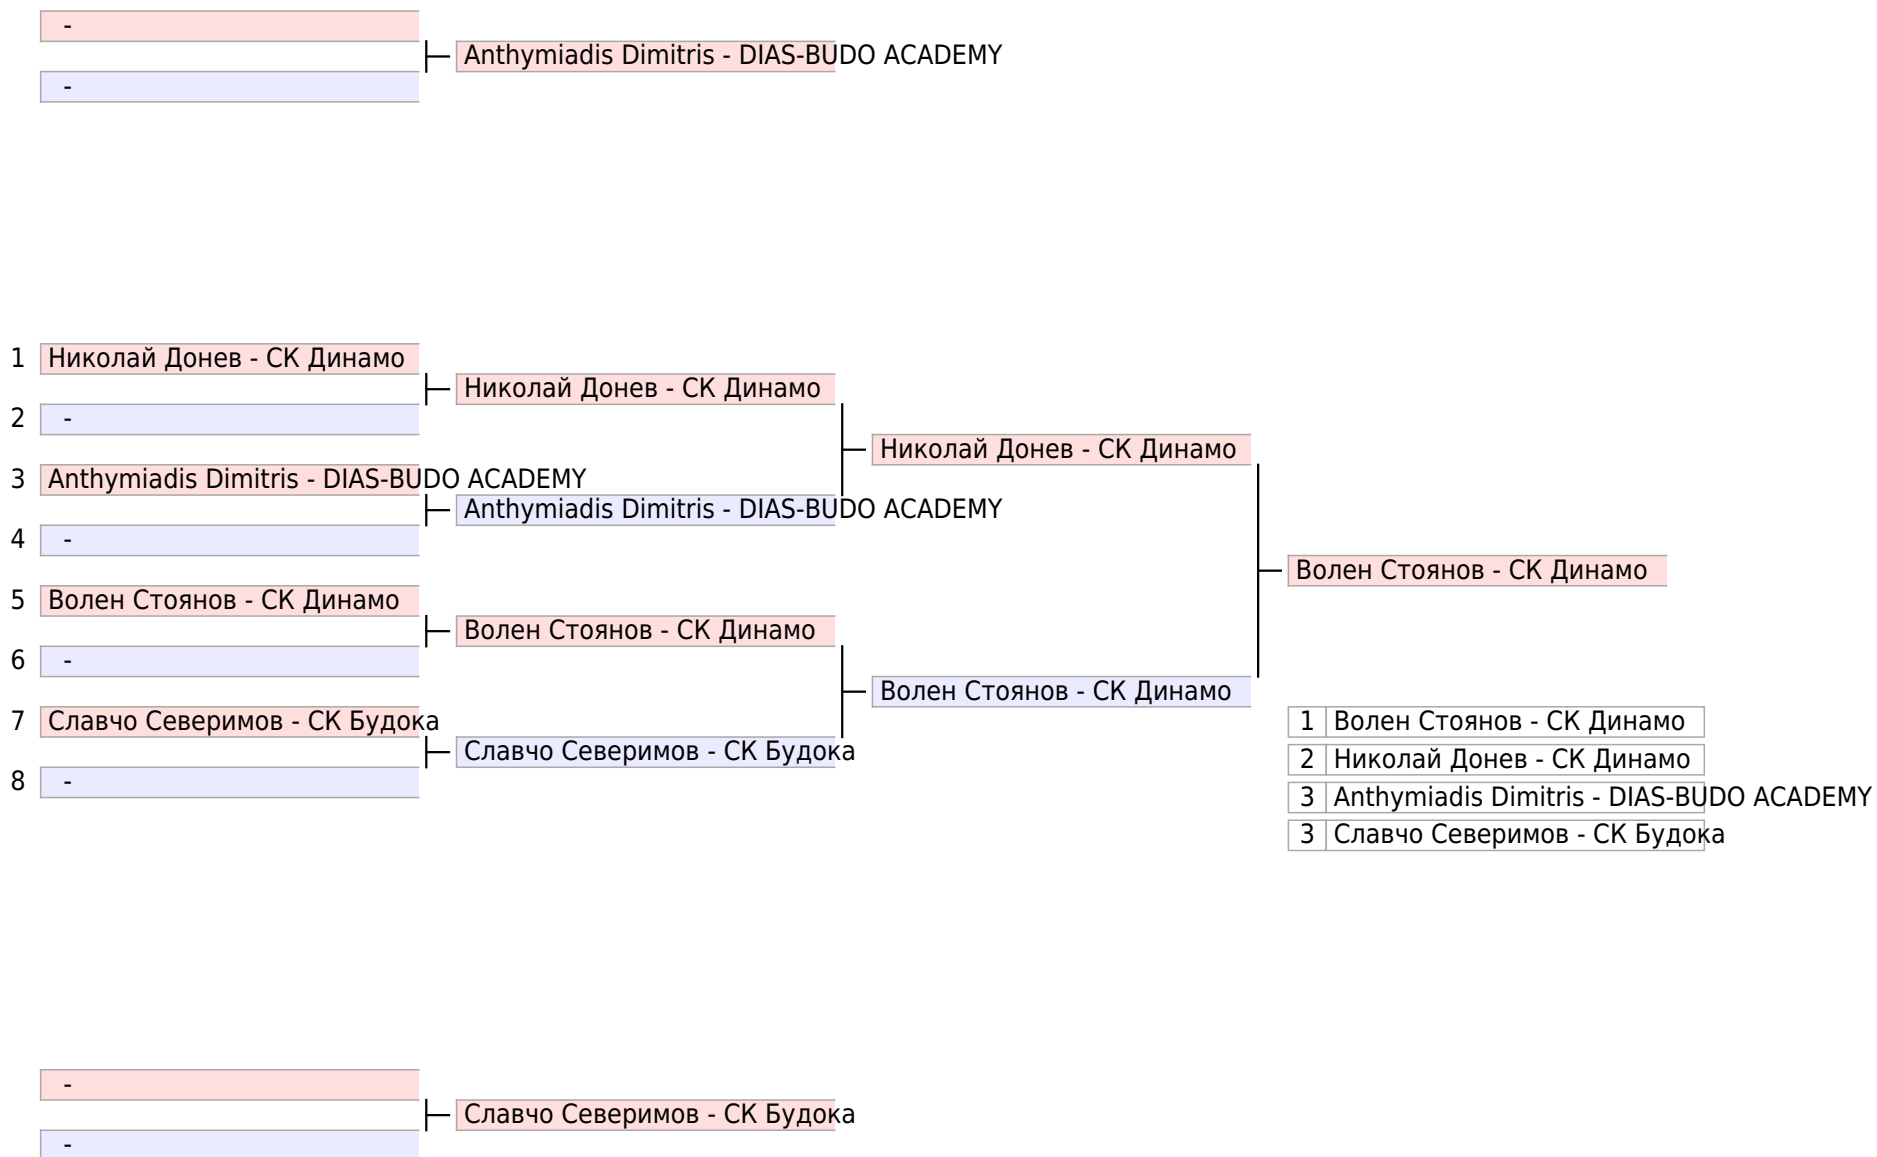 -
Anthymiadis Dimitris - DIAS-BUDO ACADEMY
-
1 Николай Донев - СК Динамо
Николай Донев - СК Динамо
2 -
Николай Донев - СК Динамо
3 Anthymiadis Dimitris - DIAS-BUDO ACADEMY
Anthymiadis Dimitris - DIAS-BUDO ACADEMY
4 -
Волен Стоянов - СК Динамо
5 Волен Стоянов - СК Динамо
Волен Стоянов - СК Динамо
6 -
Волен Стоянов - СК Динамо
7 Славчо Северимов - СК Будока
Славчо Северимов - СК Будока
8 -
1 Волен Стоянов - СК Динамо
2 Николай Донев - СК Динамо
3 Anthymiadis Dimitris - DIAS-BUDO ACADEMY
3 Славчо Северимов - СК Будока
-
Славчо Северимов - СК Будока
-